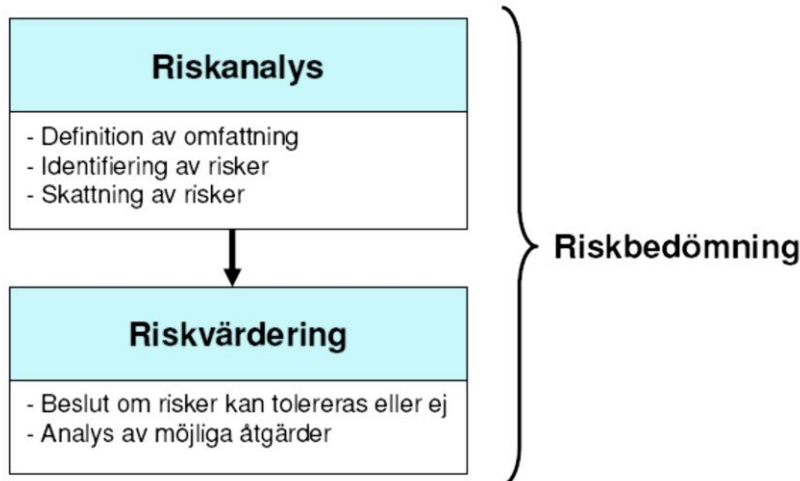 Riskanalys
- Definition av omfattning
- Identifiering av risker
- Skattning av risker
Riskbedömning
Riskvärdering
- Beslut om risker kan tolereras eller ej
- Analys av möjliga åtgärder